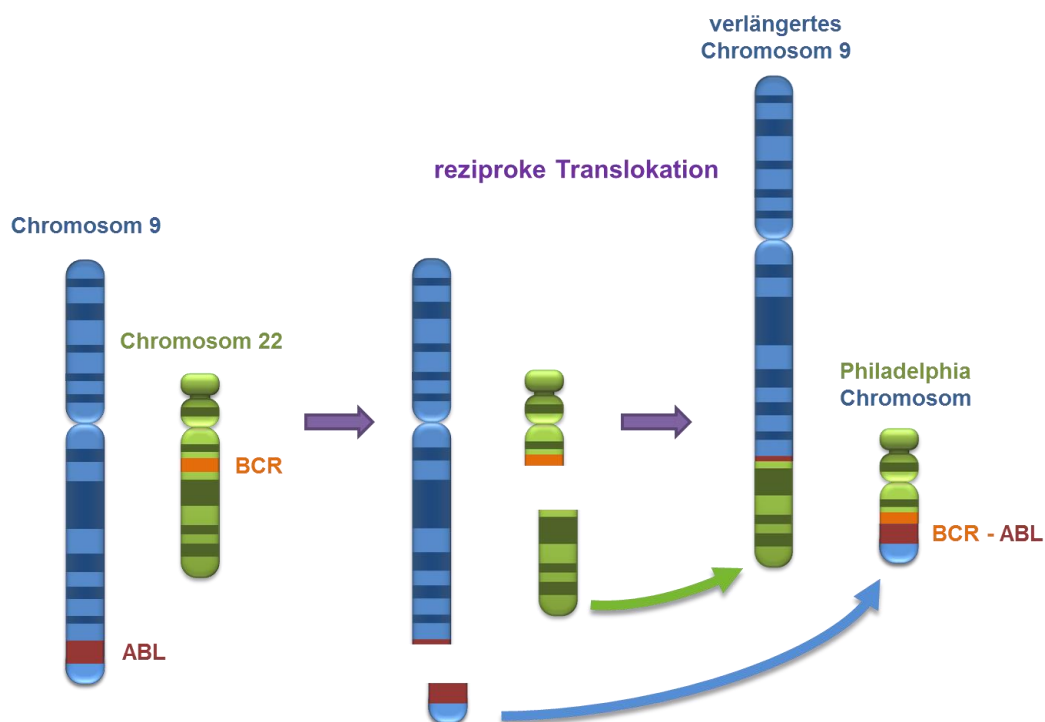 verlängertes
Chromosom 9
reziproke Translokation
Chromosom 9
Chromosom 22
Philadelphia
Chromosom
BCR
BCR - ABL
ABL